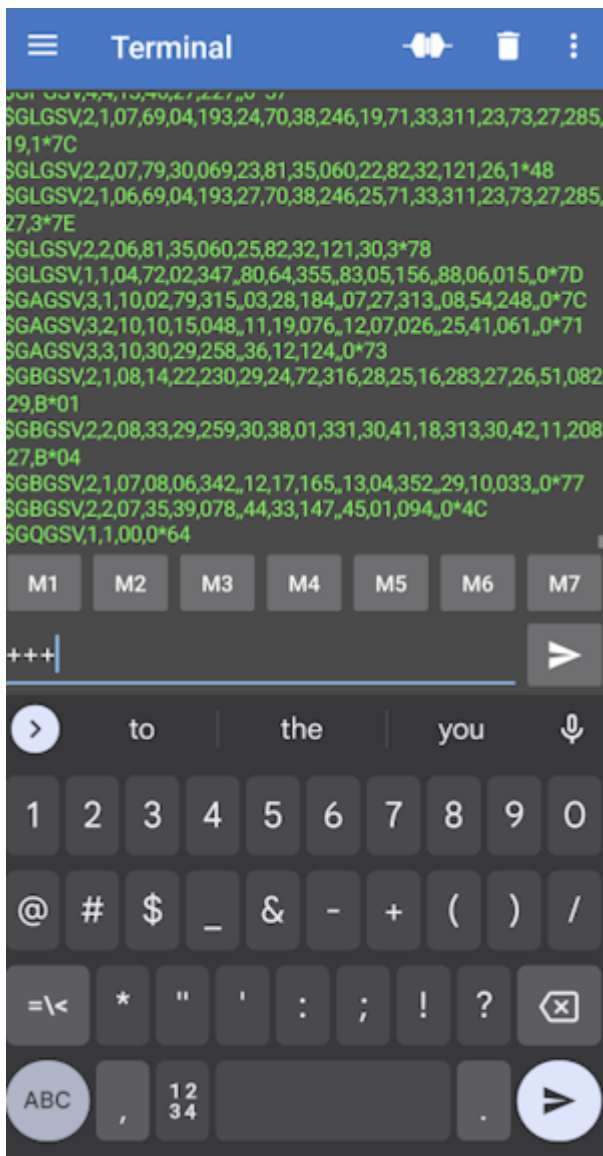 Terminal
$GLGSV,2,1,07,69,04,193,24,70,38,246,19,71,33,311,23,73,27,285,
19,1*7C
$GLGSV,2,2,07,79,30,069,23,81,35,060,22,82,32,121,26,1*48
$GLGSV,2,1,06,69,04,193,27,70,38,246,25,71,33,311,23,73,27,285,
27,3*7E
$GLGSV,2,2,06,81,35,060,25,82,32,121,30,3*78
$GLGSV,1,1,04,72,02,347,,80,64,355,,83,05,156,,88,06,015,,0*7D
$GAGSV,3,1,10,02,79,315,,03,28,184,,07,27,313,,08,54,248,,0*7C
$GAGSV,3,2,10,10,15,048,,11,19,076,,12,07,026,,25,41,061,,0*71
$GAGSV,3,3,10,30,29,258,,36,12,124,,0*73
$GBGSV,2,1,08,14,22,230,29,24,72,316,28,25,16,283,27,26,51,082
29,B*01
$GBGSV,2,2,08,33,29,259,30,38,01,331,30,41,18,313,30,42,11,208
27,B*04
$GBGSV,2,1,07,08,06,342,,12,17,165,,13,04,352,,29,10,033,,0*77
$GBGSV,2,2,07,35,39,078,,44,33,147,,45,01,094,,0*4C
$GQGSV,1,1,00,0*64
M1 M2 M3 M4 M5 M6 M7
+++
to the you
1 2 3 4 5 6 7 8 9 0
@ # $ _ & - + ( ) /
=\< * " ' : ; ! ?
ABC , 1 2 .
3 4